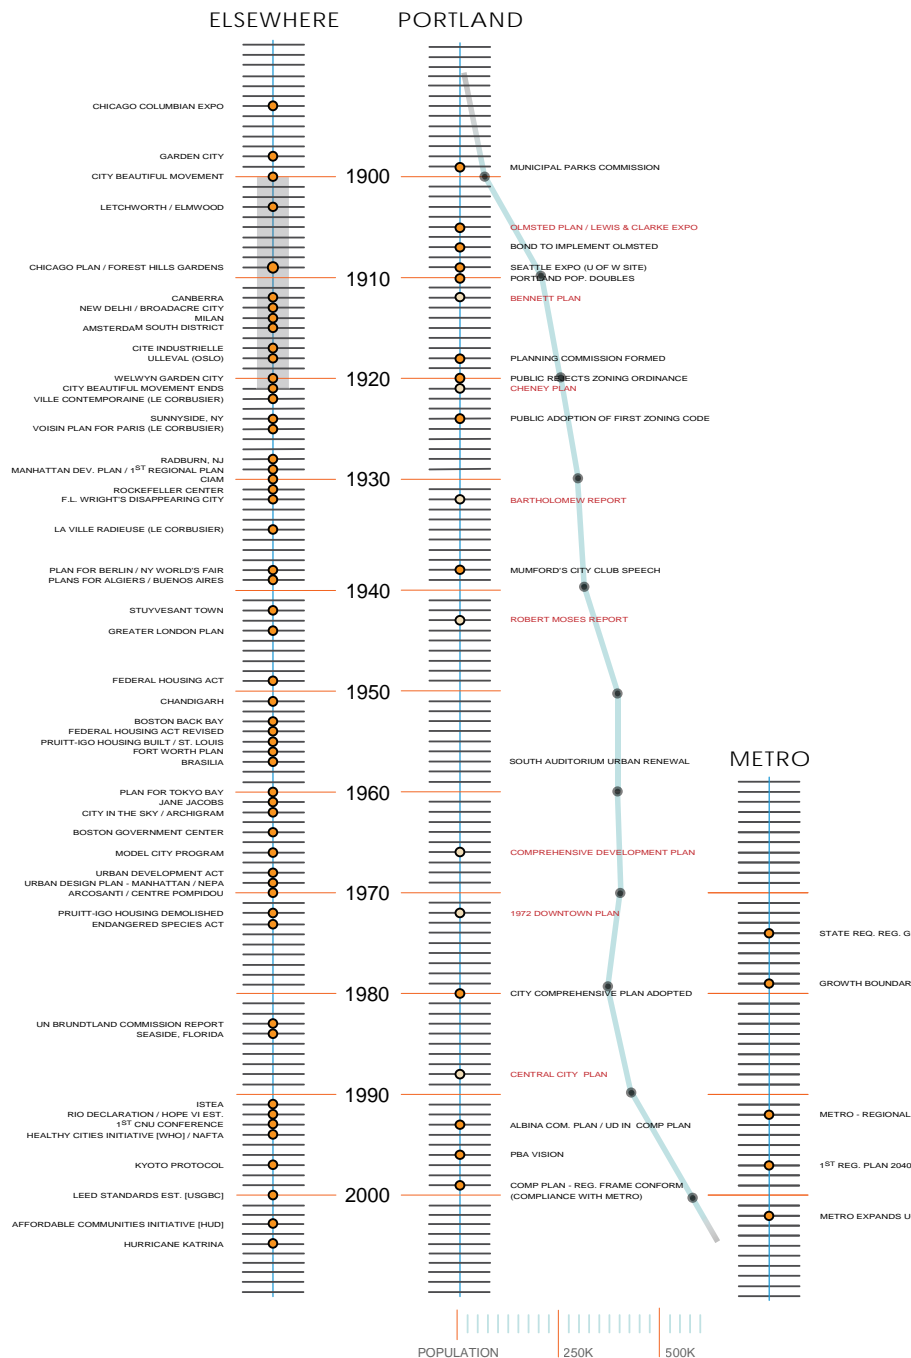 ELSEWHERE
PORTLAND
CHICAGO COLUMBIAN EXPO
GARDEN CITY
MUNICIPAL PARKS COMMISSION
CITY BEAUTIFUL MOVEMENT
1900
LETCHWORTH / ELMWOOD
OLMSTED PLAN / LEWIS & CLARKE EXPO
BOND TO IMPLEMENT OLMSTED
CHICAGO PLAN / FOREST HILLS GARDENS
SEATTLE EXPO (U OF W SITE)
1910
PORTLAND POP. DOUBLES
CANBERRA
BENNETT PLAN
NEW DELHI / BROADACRE CITY
MILAN
AMSTERDAM SOUTH DISTRICT
CITE INDUSTRIELLE
ULLEVAL (OSLO)
PLANNING COMMISSION FORMED
WELWYN GARDEN CITY
1920
PUBLIC REJECTS ZONING ORDINANCE
CITY BEAUTIFUL MOVEMENT ENDS
CHENEY PLAN
VILLE CONTEMPORAINE (LE CORBUSIER)
SUNNYSIDE, NY
PUBLIC ADOPTION OF FIRST ZONING CODE
VOISIN PLAN FOR PARIS (LE CORBUSIER)
RADBURN, NJ
MANHATTAN DEV. PLAN / 1ST REGIONAL PLAN
CIAM
1930
ROCKEFELLER CENTER
F.L. WRIGHT'S DISAPPEARING CITY
BARTHOLOMEW REPORT
LA VILLE RADIEUSE (LE CORBUSIER)
PLAN FOR BERLIN / NY WORLD'S FAIR
MUMFORD'S CITY CLUB SPEECH
PLANS FOR ALGIERS / BUENOS AIRES
1940
STUYVESANT TOWN
ROBERT MOSES REPORT
GREATER LONDON PLAN
FEDERAL HOUSING ACT
1950
CHANDIGARH
BOSTON BACK BAY
FEDERAL HOUSING ACT REVISED
PRUITT-IGO HOUSING BUILT / ST. LOUIS
FORT WORTH PLAN
BRASILIA
SOUTH AUDITORIUM URBAN RENEWAL
METRO
PLAN FOR TOKYO BAY
1960
JANE JACOBS
CITY IN THE SKY / ARCHIGRAM
BOSTON GOVERNMENT CENTER
MODEL CITY PROGRAM
COMPREHENSIVE DEVELOPMENT PLAN
URBAN DEVELOPMENT ACT
URBAN DESIGN PLAN - MANHATTAN / NEPA
ARCOSANTI / CENTRE POMPIDOU
1970
PRUITT-IGO HOUSING DEMOLISHED
1972 DOWNTOWN PLAN
ENDANGERED SPECIES ACT
STATE REQ. REG. G
GROWTH BOUNDAR
1980
CITY COMPREHENSIVE PLAN ADOPTED
UN BRUNDTLAND COMMISSION REPORT
SEASIDE, FLORIDA
CENTRAL CITY PLAN
1990
ISTEA
RIO DECLARATION / HOPE VI EST.
METRO - REGIONAL
1ST CNU CONFERENCE
ALBINA COM. PLAN / UD IN COMP PLAN
HEALTHY CITIES INITIATIVE [WHO] / NAFTA
PBA VISION
KYOTO PROTOCOL
1ST REG. PLAN 2040
COMP PLAN - REG. FRAME CONFORM
LEED STANDARDS EST. [USGBC]
2000
(COMPLIANCE WITH METRO)
METRO EXPANDS U
AFFORDABLE COMMUNITIES INITIATIVE [HUD]
HURRICANE KATRINA
POPULATION
250K
500K